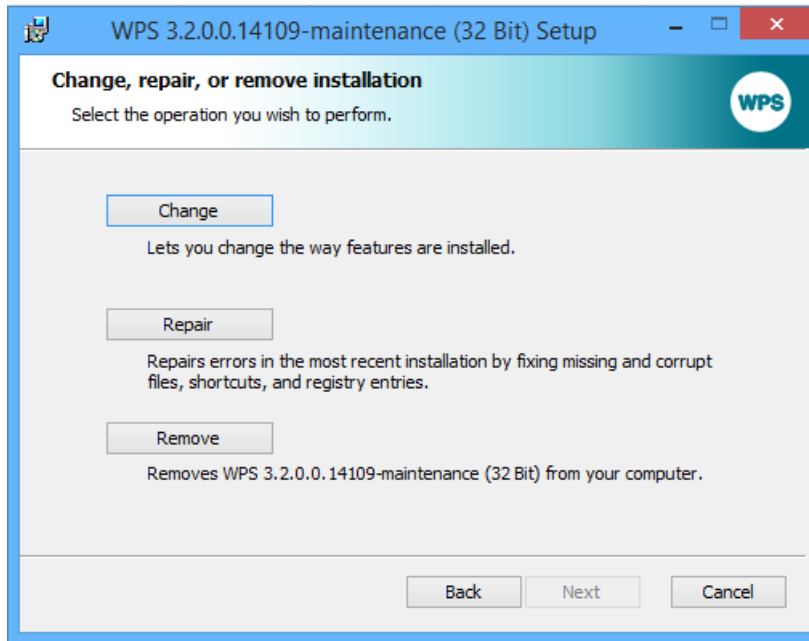 WPS 3.2.0.0.14109-maintenance (32 Bit) Setup
Change, repair, or remove installation
Select the operation you wish to perform.
WPS
Change
Lets you change the way features are installed.
Repair
Repairs errors in the most recent installation by fixing missing and corrupt
files, shortcuts, and registry entries.
Remove
Removes WPS 3.2.0.0.14109-maintenance (32 Bit) from your computer.
Back
Next
Cancel